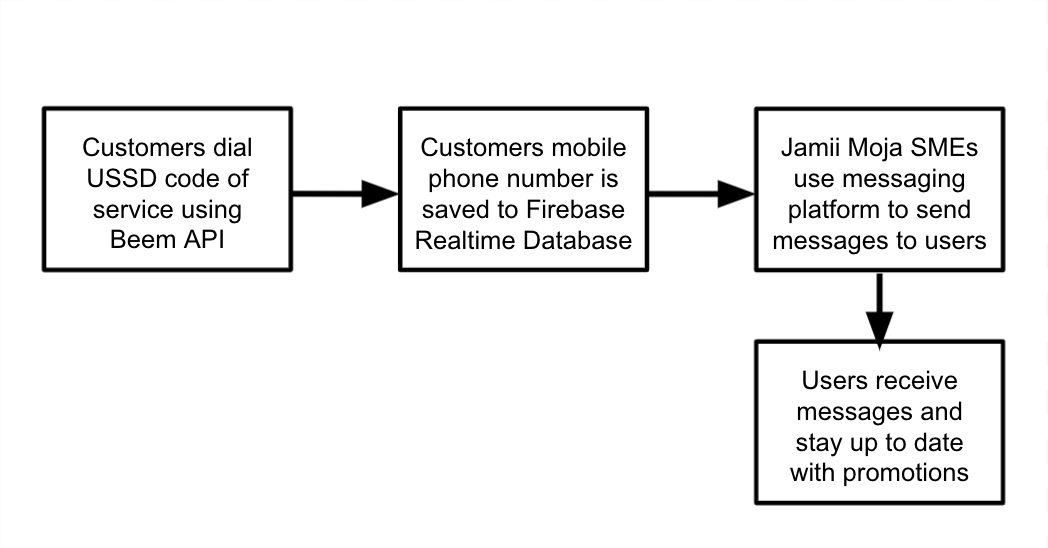 Customers dial
USSD code of
service using
Beem API
Customers mobile
phone number is
saved to Firebase
Realtime Database
Jamii Moja SMEs
use messaging
platform to send
messages to users
Users receive
messages and
stay up to date
with promotions